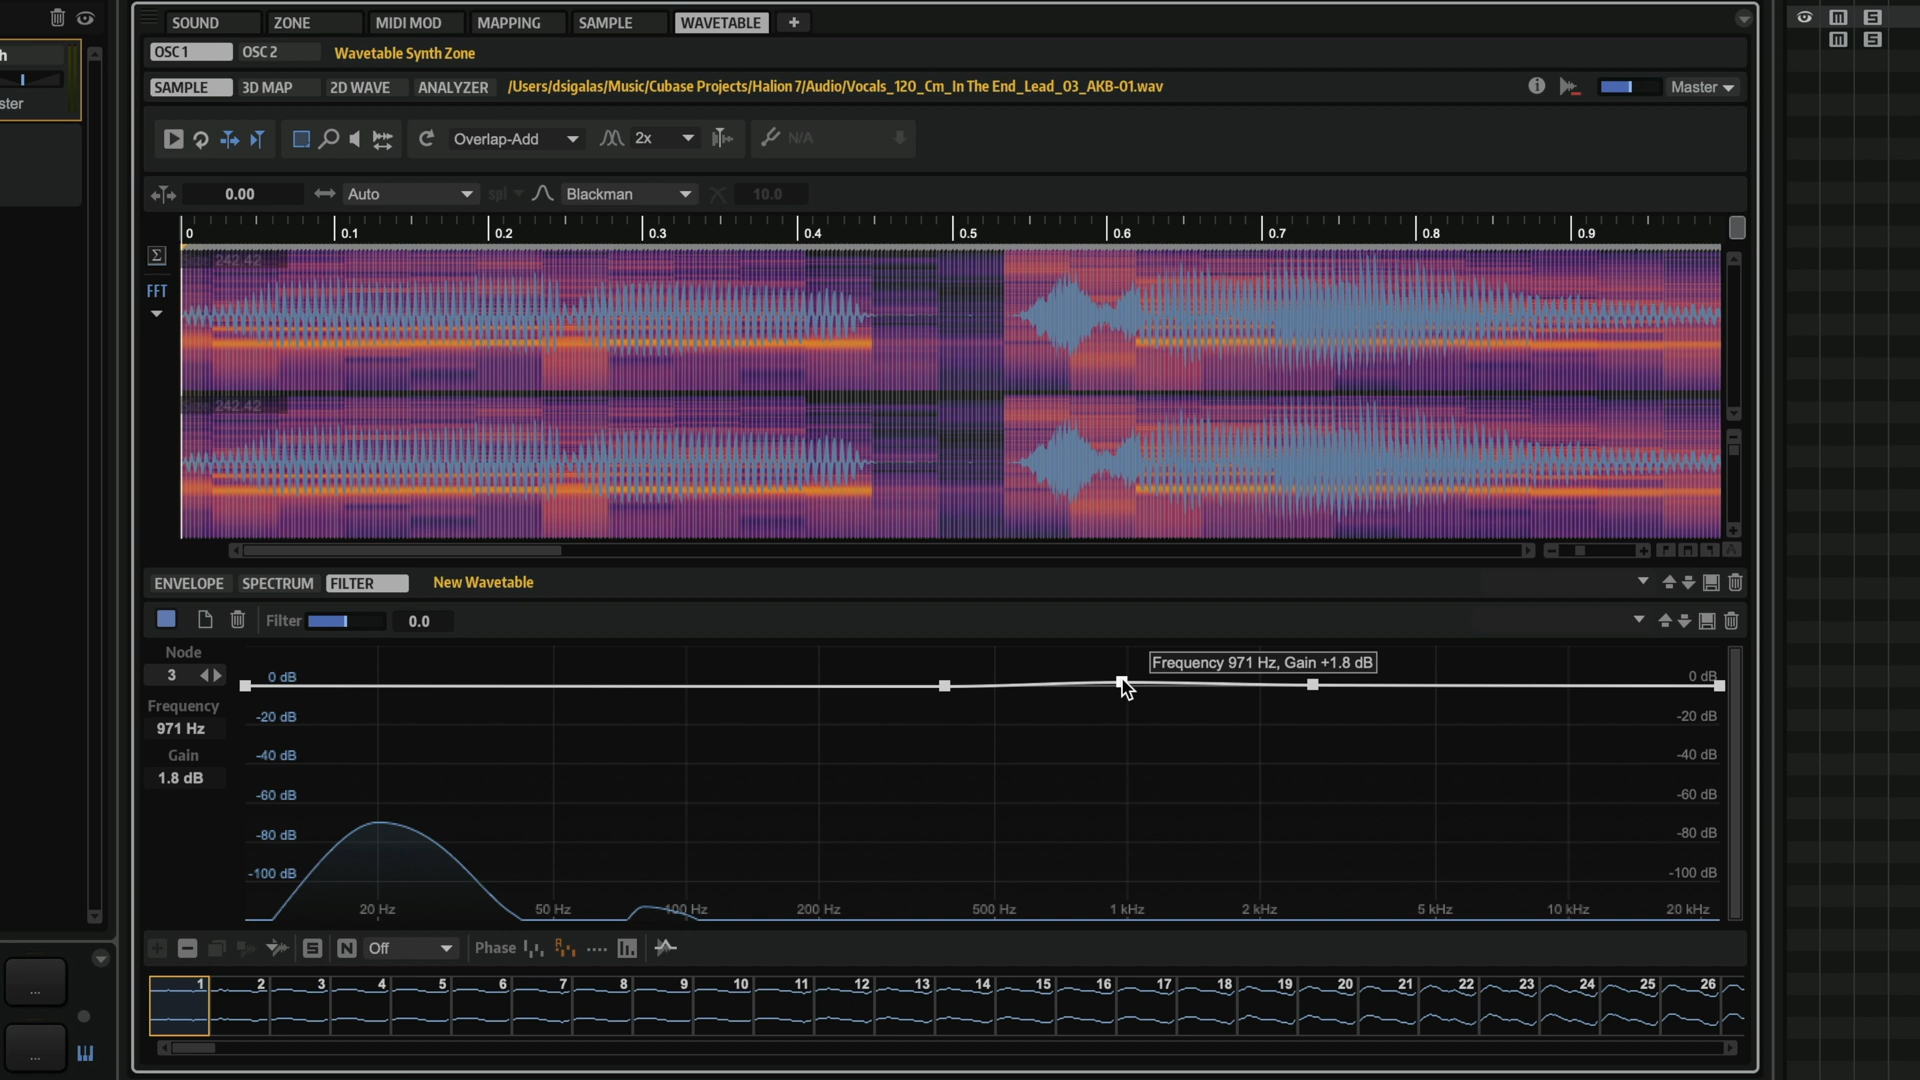 SOUND ZONE MIDI MOD MAPPING SAMPLE WAVETABLE +
M S
M S
OSC 1 OSC 2 Wavetable Synth Zone
h
SAMPLE 3D MAP 2D WAVE ANALYZER /Users/dsigalas/Music/Cubase Projects/Halion 7/Audio/Vocals_120_Cm_In The End_Lead_03_AKB-01.wav Master
ster
Overlap-Add 2x N/A
0.00 Auto spl Blackman 10.0
0 0.1 0.2 0.3 0.4 0.5 0.6 0.7 0.8 0.9
Σ
242.42
FFT
242.42
ENVELOPE SPECTRUM FILTER New Wavetable
Filter 0.0
Node
3
Frequency
971 Hz
Gain
1.8 dB
Frequency 971 Hz, Gain +1.8 dB
0 dB 0 dB
-20 dB -20 dB
-40 dB -40 dB
-60 dB -60 dB
-80 dB -80 dB
-100 dB -100 dB
20 Hz 50 Hz 100 Hz 200 Hz 500 Hz 1 kHz 2 kHz 5 kHz 10 kHz 20 kHz
S N Off Phase R
1 2 3 4 5 6 7 8 9 10 11 12 13 14 15 16 17 18 19 20 21 22 23 24 25 26
...
...